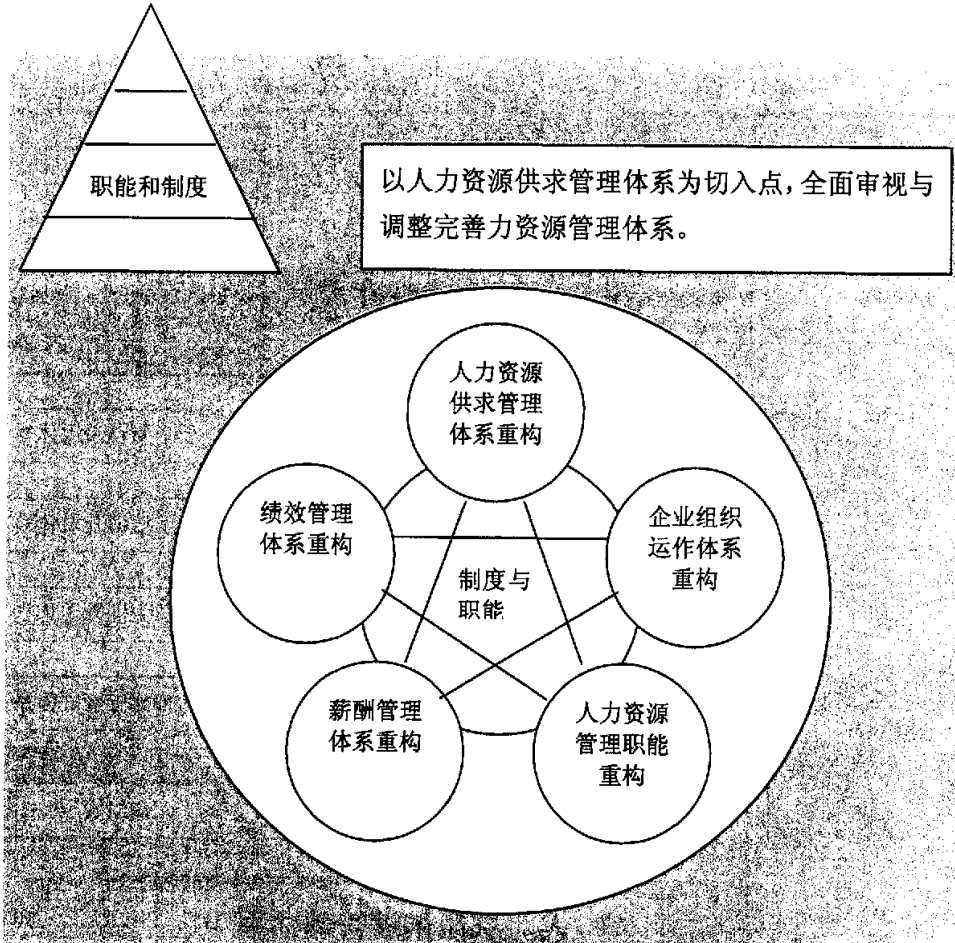 职能和制度
以人力资源供求管理体系为切入点,全面审视与
调整完善力资源管理体系。
人力资源
供求管理
体系重构
绩效管理
体系重构
企业组织
运作体系
重构
制度与
职能
薪酬管理
体系重构
人力资源
管理职能
重构